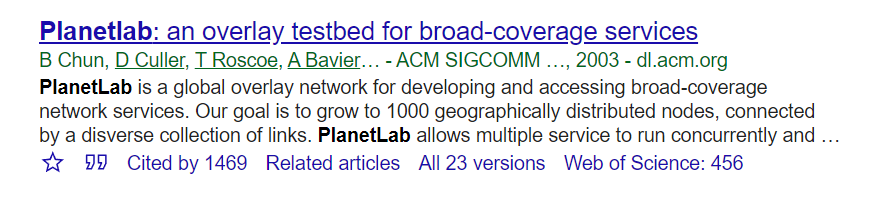 Planetlab: an overlay testbed for broad-coverage services
B Chun, D Culler, T Roscoe, A Bavier… - ACM SIGCOMM …, 2003 - dl.acm.org
PlanetLab is a global overlay network for developing and accessing broad-coverage
network services. Our goal is to grow to 1000 geographically distributed nodes, connected
by a disverse collection of links. PlanetLab allows multiple service to run concurrently and …
Cited by 1469 Related articles All 23 versions Web of Science: 456